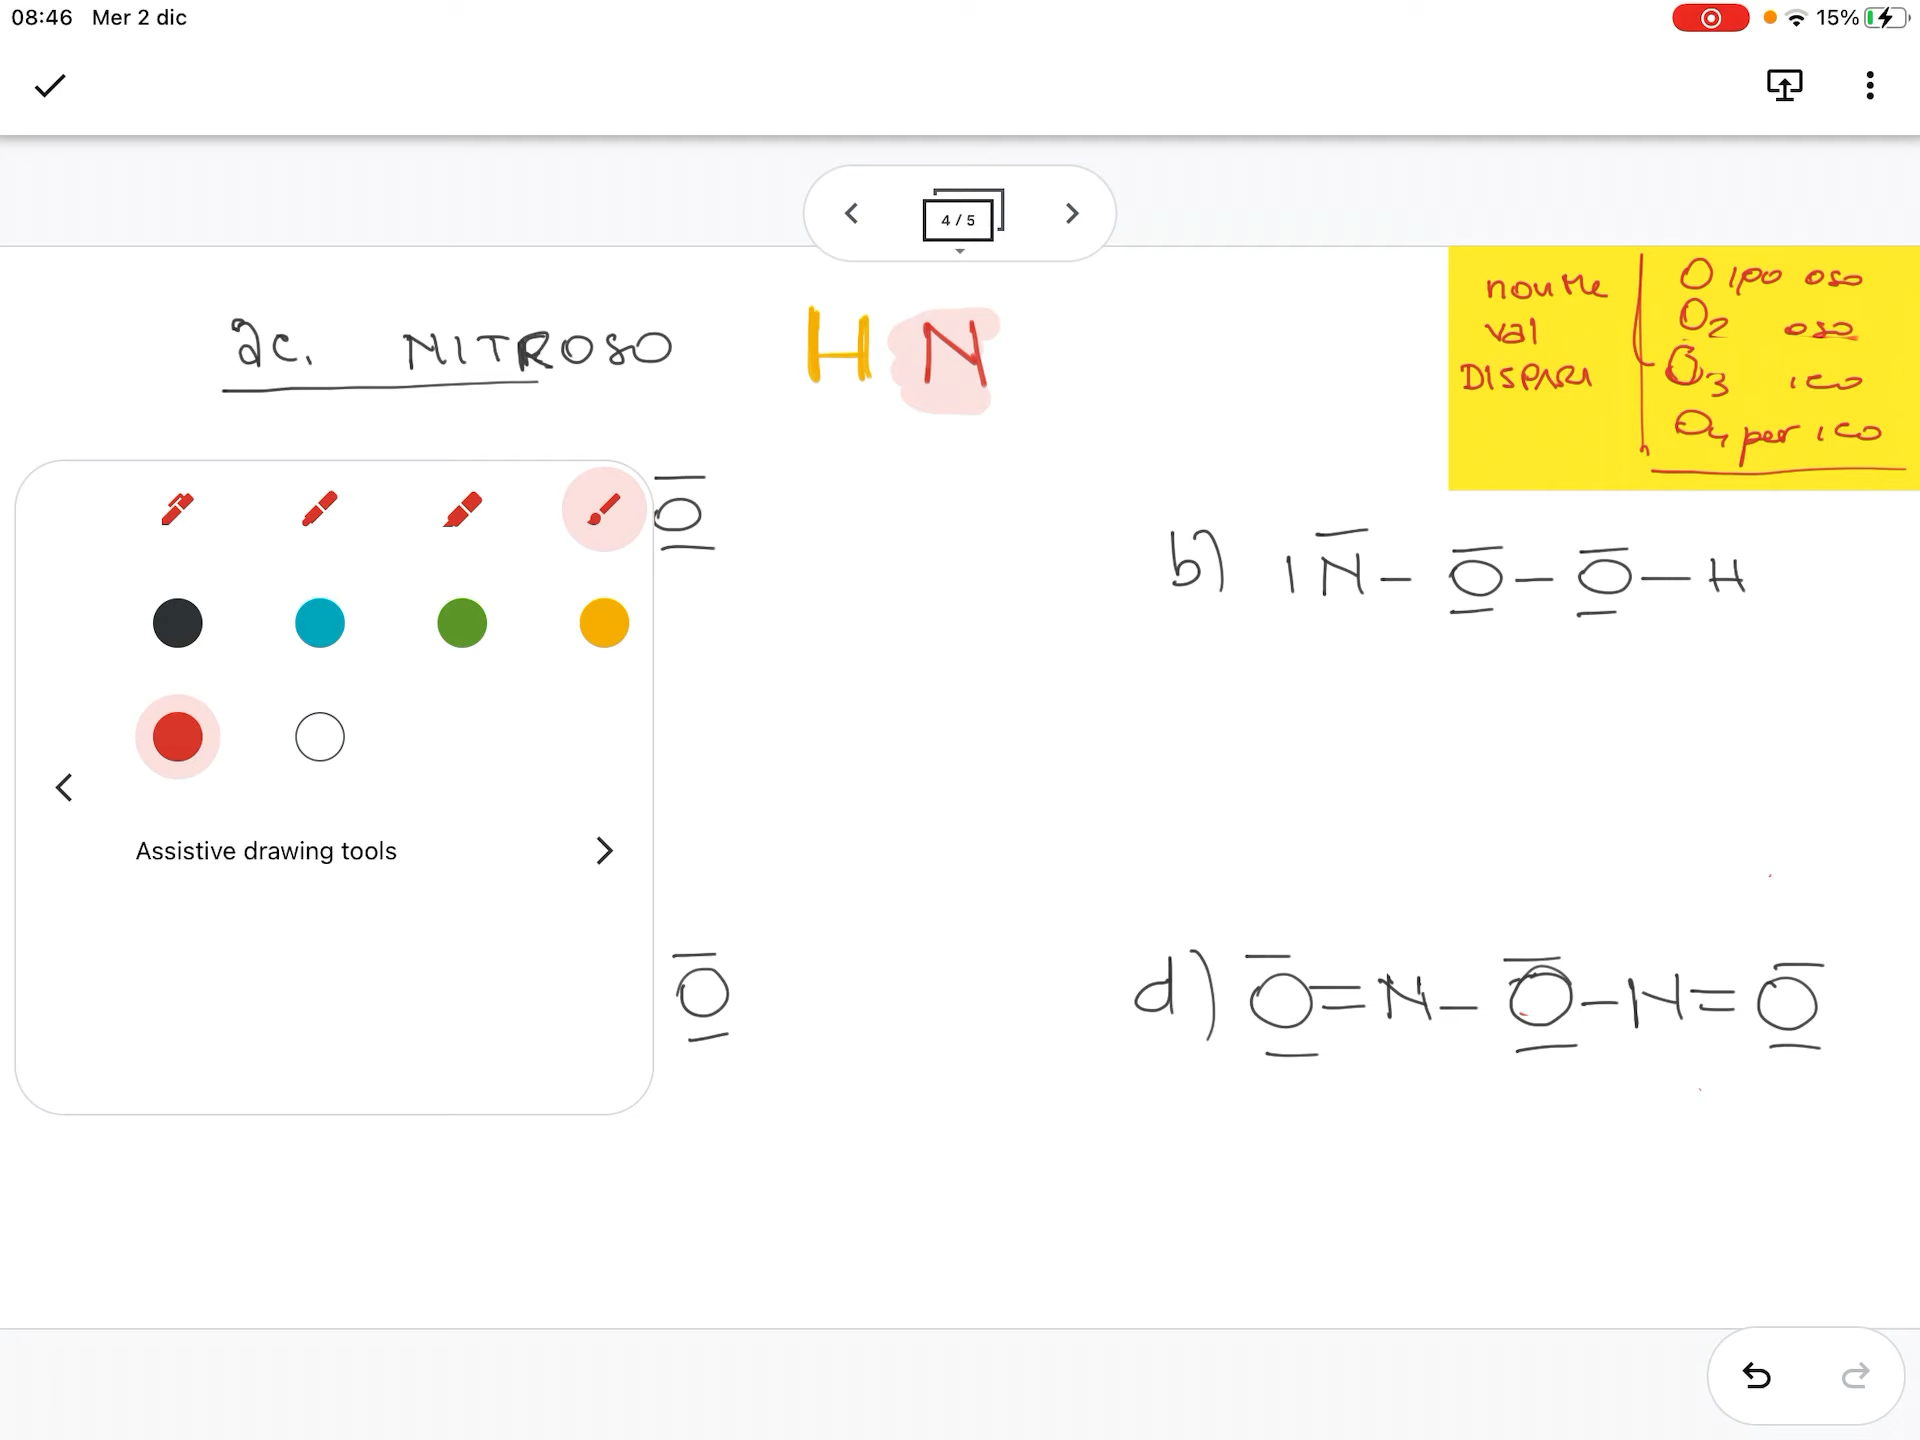 08:46 Mer 2 dic
15%
4 / 5
ac. NITROSO H N
DISPARI
val
O ipo oso
O2 oso
O3 ico
O4 per ico
O
b) IN - O - O - H
Assistive drawing tools
O
d) O = N - O - N = O